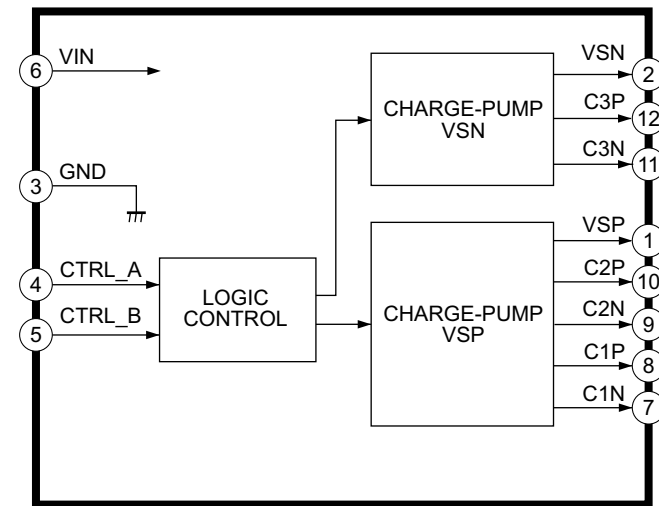 6 VIN
3 GND
4 CTRL_A
5 CTRL_B
LOGIC
CONTROL
CHARGE-PUMP
VSN
VSN 2
C3P 12
C3N 11
CHARGE-PUMP
VSP
VSP 1
C2P 10
C2N 9
C1P 8
C1N 7